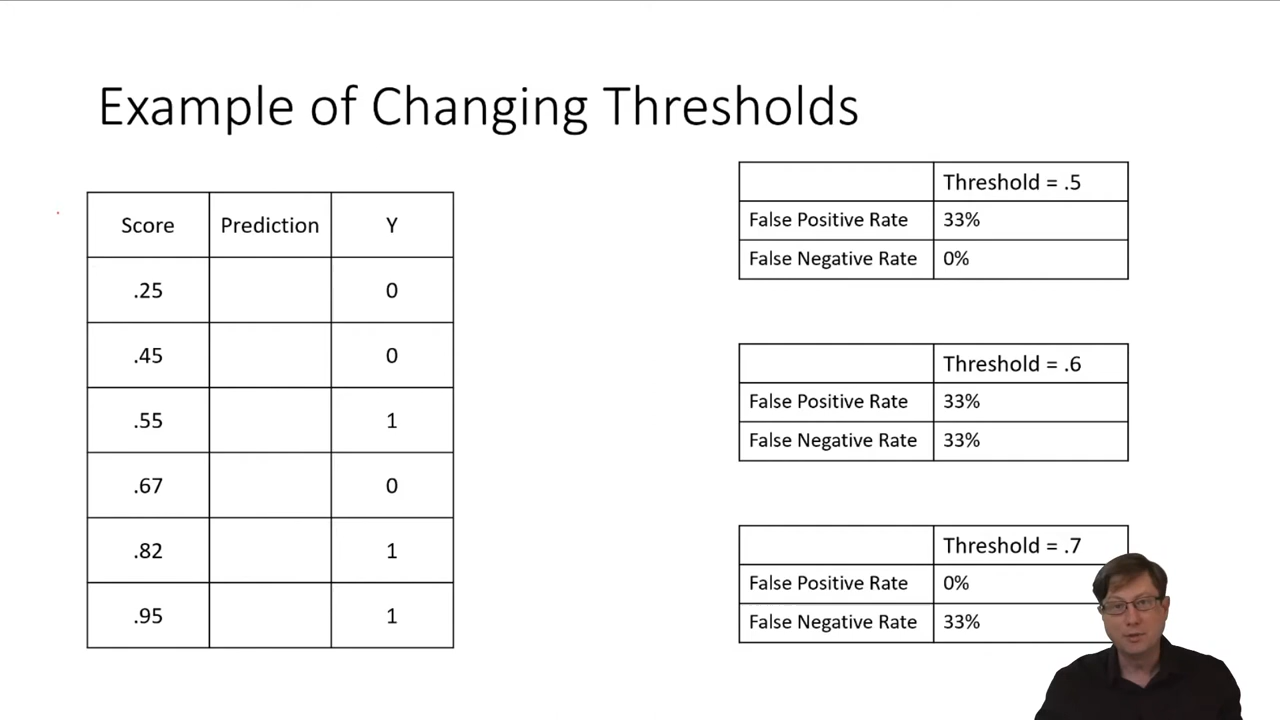 Example of Changing Thresholds
Score Prediction Y
.25 0
.45 0
.55 1
.67 0
.82 1
.95 1
Threshold = .5
False Positive Rate 33%
False Negative Rate 0%
Threshold = .6
False Positive Rate 33%
False Negative Rate 33%
Threshold = .7
False Positive Rate 0%
False Negative Rate 33%